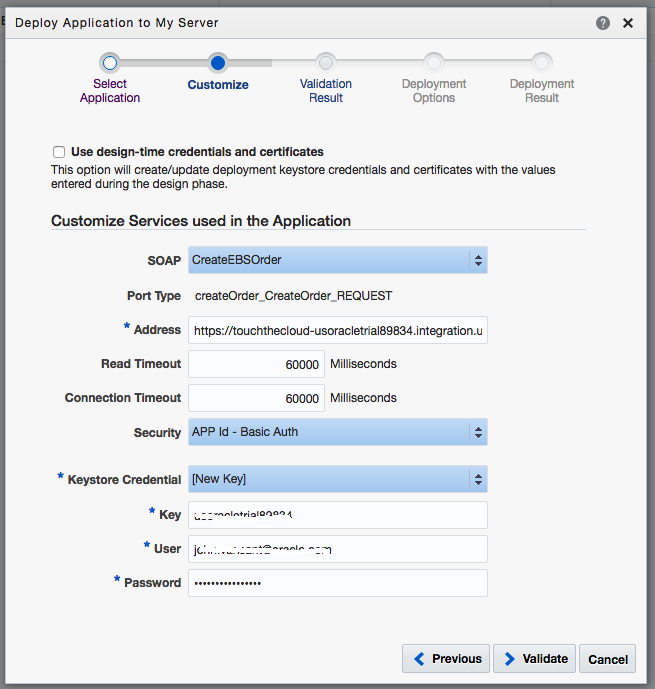 Deploy Application to My Server
Select
Application
Customize
Validation
Result
Deployment
Options
Deployment
Result
Use design-time credentials and certificates
This option will create/update deployment keystore credentials and certificates with the values
entered during the design phase.
Customize Services used in the Application
SOAP CreateEBSOrder
Port Type createOrder_CreateOrder_REQUEST
* Address https://touchthecloud-usoracletrial89834.integration.u
Read Timeout 60000 Milliseconds
Connection Timeout 60000 Milliseconds
Security APP Id - Basic Auth
* Keystore Credential [New Key]
* Key
* User
* Password ••••••••••••••••
Previous Validate Cancel